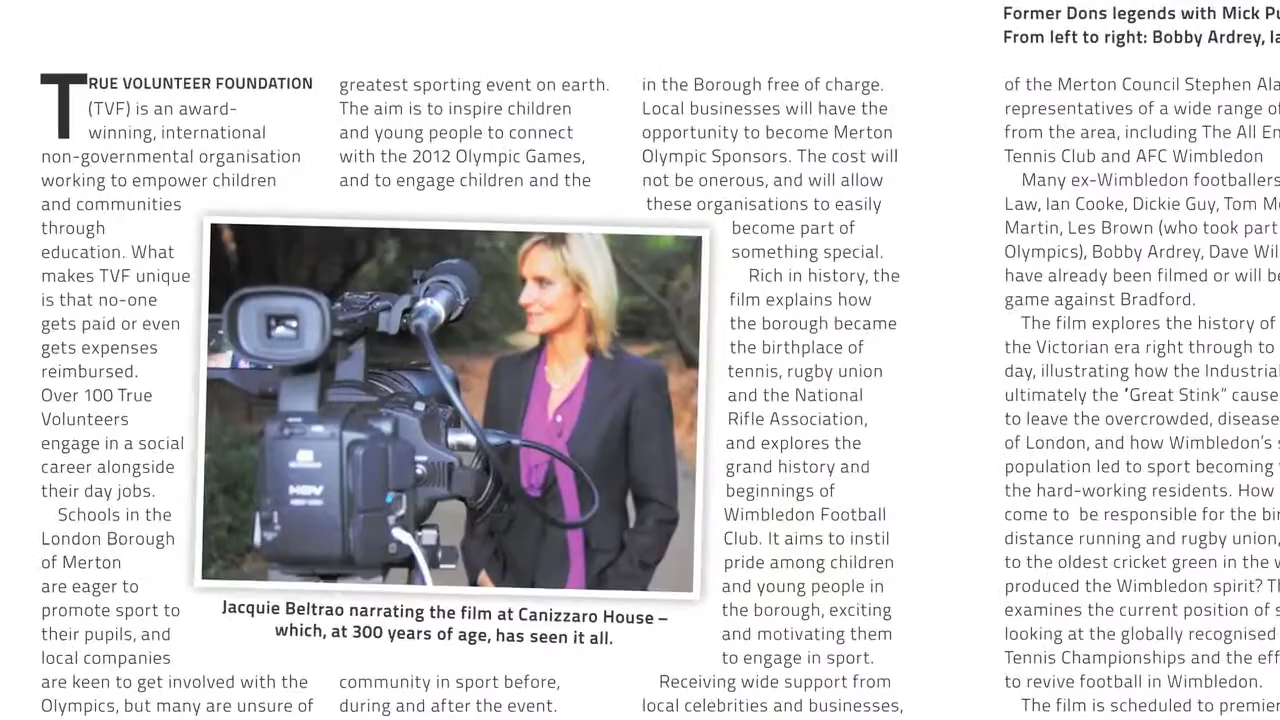 TRUE VOLUNTEER FOUNDATION
(TVF) is an award-
winning, international
non-governmental organisation
working to empower children
and communities
through
education. What
makes TVF unique
is that no-one
gets paid or even
gets expenses
reimbursed.
Over 100 True
Volunteers
engage in a social
career alongside
their day jobs.
Schools in the
London Borough
of Merton
are eager to
promote sport to
their pupils, and
local companies
are keen to get involved with the
Olympics, but many are unsure of
greatest sporting event on earth.
The aim is to inspire children
and young people to connect
with the 2012 Olympic Games,
and to engage children and the
HDV
Jacquie Beltrao narrating the film at Canizzaro House –
which, at 300 years of age, has seen it all.
community in sport before,
during and after the event.
in the Borough free of charge.
Local businesses will have the
opportunity to become Merton
Olympic Sponsors. The cost will
not be onerous, and will allow
these organisations to easily
become part of
something special.
Rich in history, the
film explains how
the borough became
the birthplace of
tennis, rugby union
and the National
Rifle Association,
and explores the
grand history and
beginnings of
Wimbledon Football
Club. It aims to instil
pride among children
and young people in
the borough, exciting
and motivating them
to engage in sport.
Receiving wide support from
local celebrities and businesses,
Former Dons legends with Mick Pu
From left to right: Bobby Ardrey, Ia
of the Merton Council Stephen Ala
representatives of a wide range of
from the area, including The All En
Tennis Club and AFC Wimbledon
Many ex-Wimbledon footballers
Law, Ian Cooke, Dickie Guy, Tom Mc
Martin, Les Brown (who took part
Olympics), Bobby Ardrey, Dave Wil
have already been filmed or will be
game against Bradford.
The film explores the history of
the Victorian era right through to
day, illustrating how the Industrial
ultimately the "Great Stink" cause
to leave the overcrowded, disease
of London, and how Wimbledon's s
population led to sport becoming
the hard-working residents. How
come to be responsible for the bir
distance running and rugby union,
to the oldest cricket green in the w
produced the Wimbledon spirit? Th
examines the current position of s
looking at the globally recognised
Tennis Championships and the eff
to revive football in Wimbledon.
The film is scheduled to premier